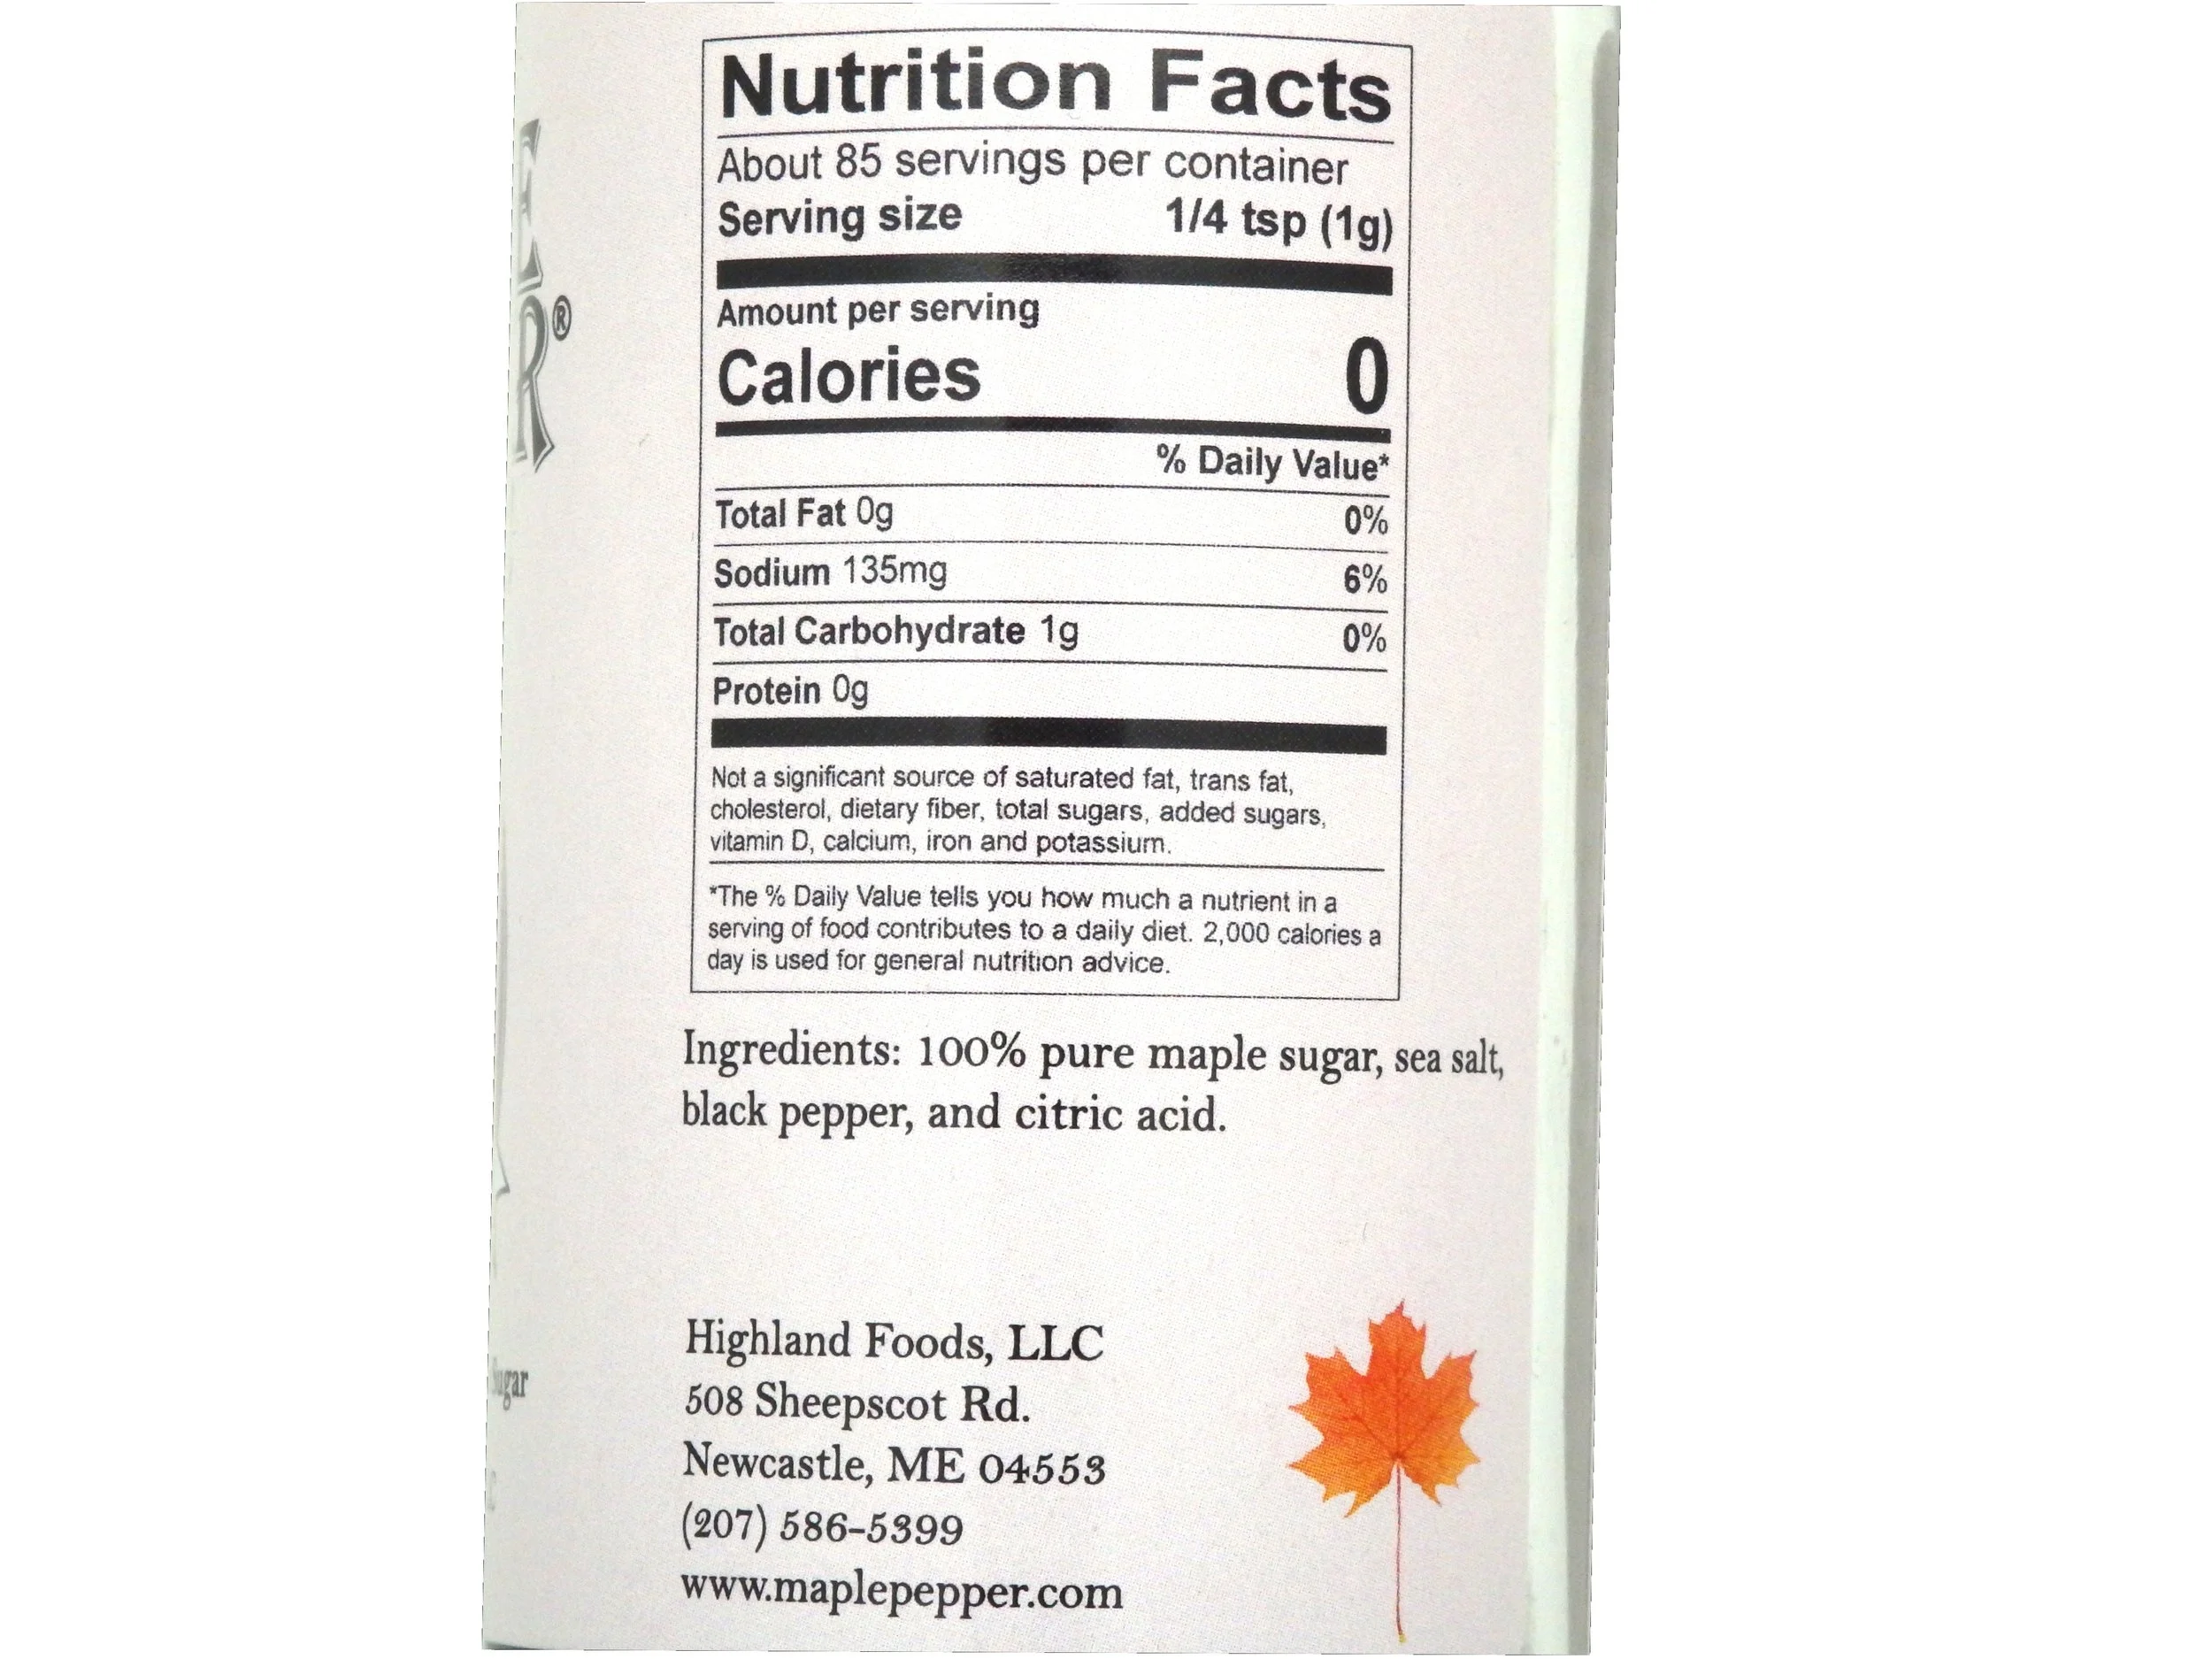 Nutrition Facts
About 85 servings per container
Serving size 1/4 tsp (1g)
Amount per serving
Calories 0
% Daily Value*
Total Fat 0g 0%
Sodium 135mg 6%
Total Carbohydrate 1g 0%
Protein 0g
Not a significant source of saturated fat, trans fat,
cholesterol, dietary fiber, total sugars, added sugars,
vitamin D, calcium, iron and potassium.
*The % Daily Value tells you how much a nutrient in a
serving of food contributes to a daily diet. 2,000 calories a
day is used for general nutrition advice.
Ingredients: 100% pure maple sugar, sea salt,
black pepper, and citric acid.
Highland Foods, LLC
508 Sheepscot Rd.
Newcastle, ME 04553
(207) 586-5399
www.maplepepper.com